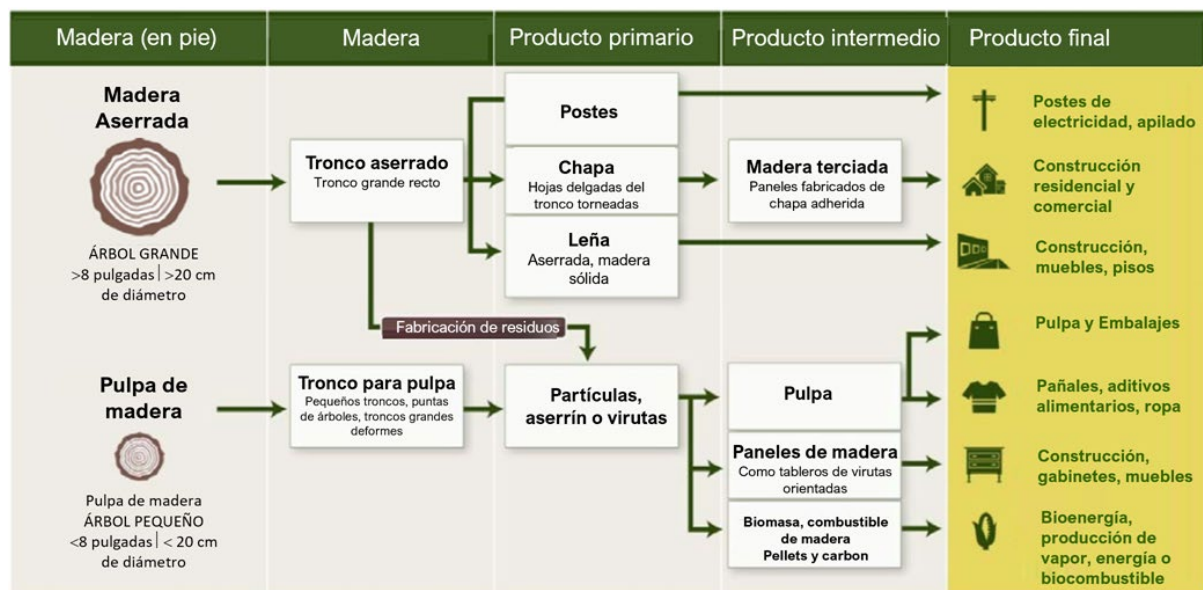 Madera (en pie)
Madera
Producto primario
Producto intermedio
Producto final
Madera
Aserrada
ÁRBOL GRANDE
>8 pulgadas | >20 cm
de diámetro
Tronco aserrado
Tronco grande recto
Postes
Chapa
Hojas delgadas del
tronco torneadas
Leña
Aserrada, madera
sólida
Madera terciada
Paneles fabricados de
chapa adherida
Postes de
electricidad, apilado
Construcción
residencial y
comercial
Construcción,
muebles, pisos
Fabricación de residuos
Pulpa de
madera
Pulpa de madera
ÁRBOL PEQUEÑO
<8 pulgadas | < 20 cm
de diámetro
Tronco para pulpa
Pequeños troncos, puntas
de árboles, troncos grandes
deformes
Partículas,
aserrín o virutas
Pulpa
Paneles de madera
Como tableros de virutas
orientadas
Biomasa, combustible
de madera
Pellets y carbon
Pulpa y Embalajes
Pañales, aditivos
alimentarios, ropa
Construcción,
gabinetes, muebles
Bioenergía,
producción de
vapor, energía o
biocombustible